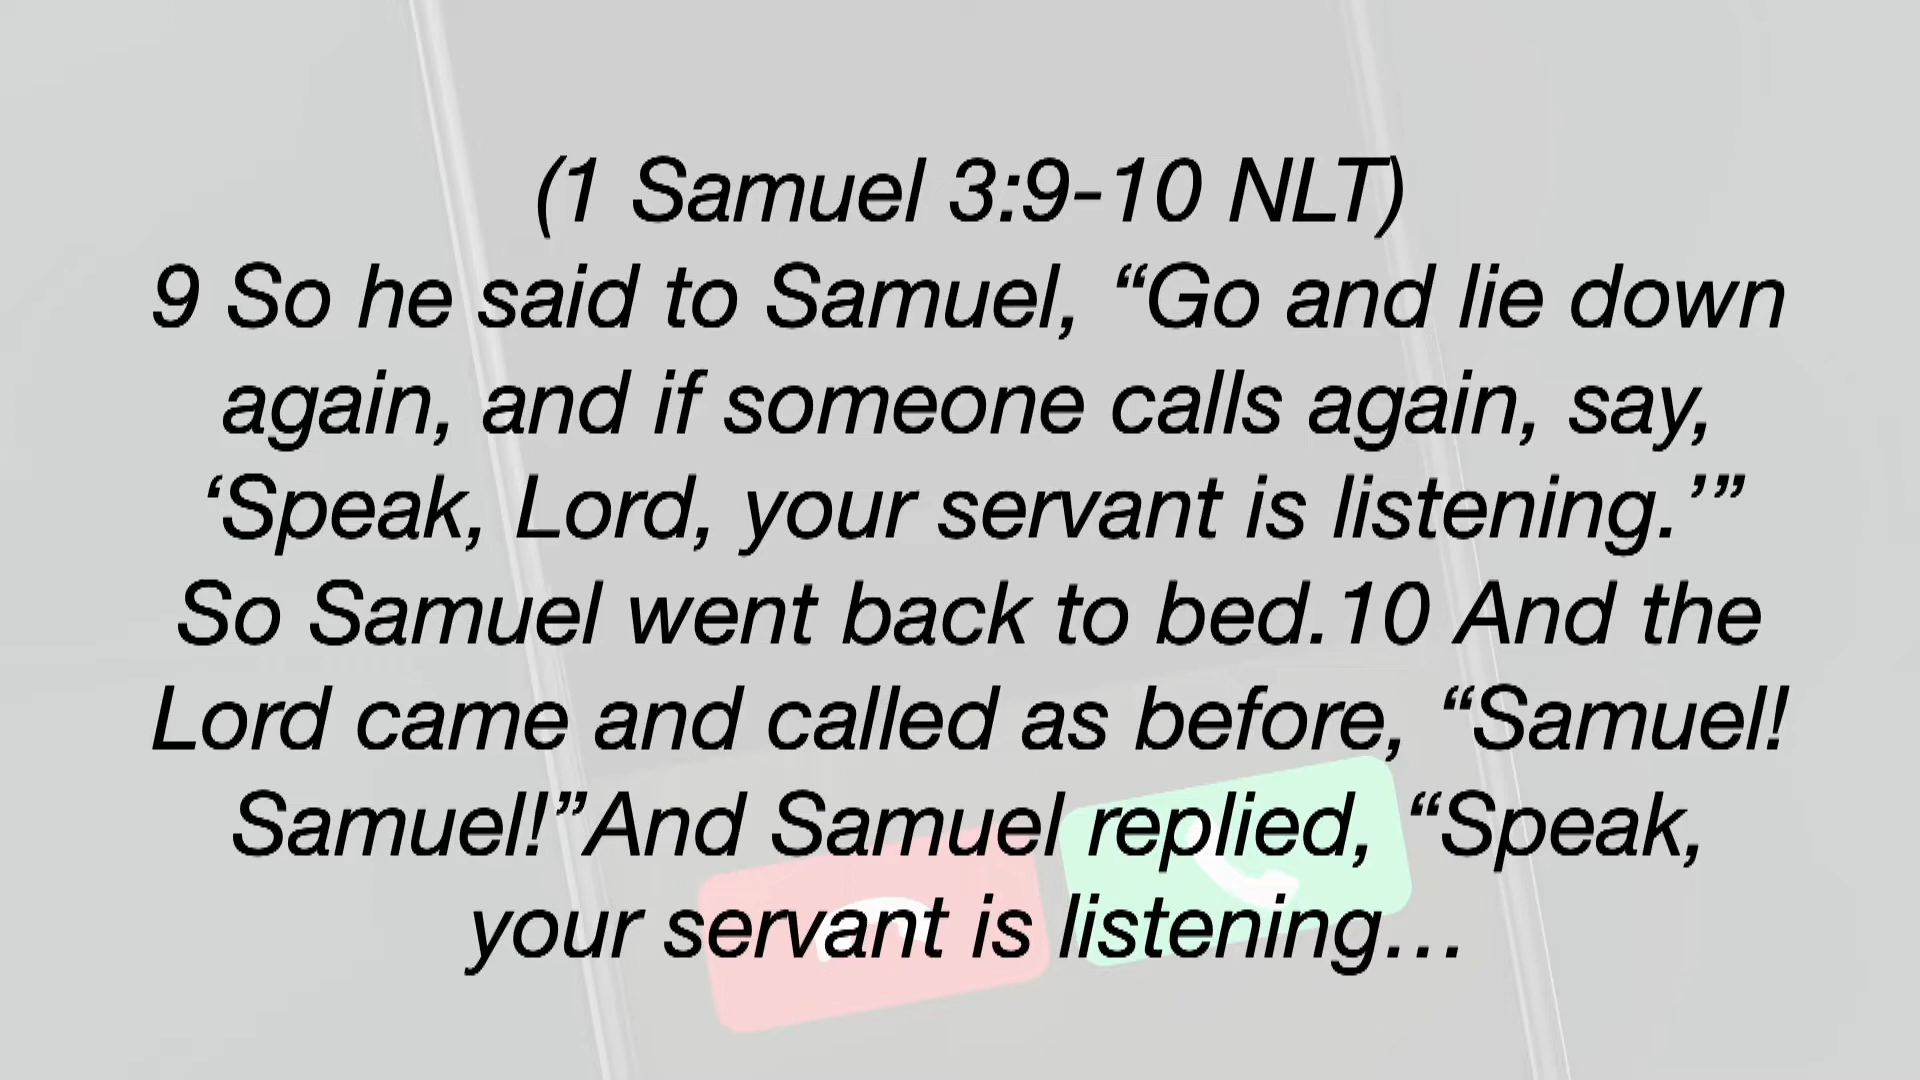 (1 Samuel 3:9-10 NLT)
9 So he said to Samuel, “Go and lie down
again, and if someone calls again, say,
‘Speak, Lord, your servant is listening.’”
So Samuel went back to bed.10 And the
Lord came and called as before, “Samuel!
Samuel!”And Samuel replied, “Speak,
your servant is listening…